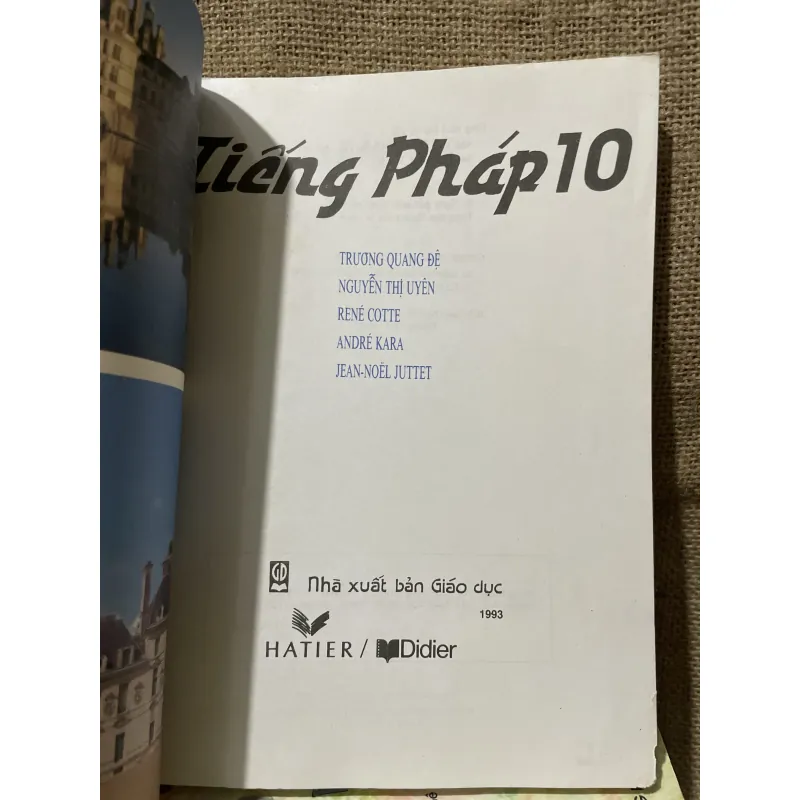 Tiếng Pháp 10
TRƯƠNG QUANG ĐỆ
NGUYỄN THỊ UYÊN
RENÉ COTTE
ANDRÉ KARA
JEAN-NOËL JUTTET
GD Nhà xuất bản Giáo dục
1993
HATIER / Didier